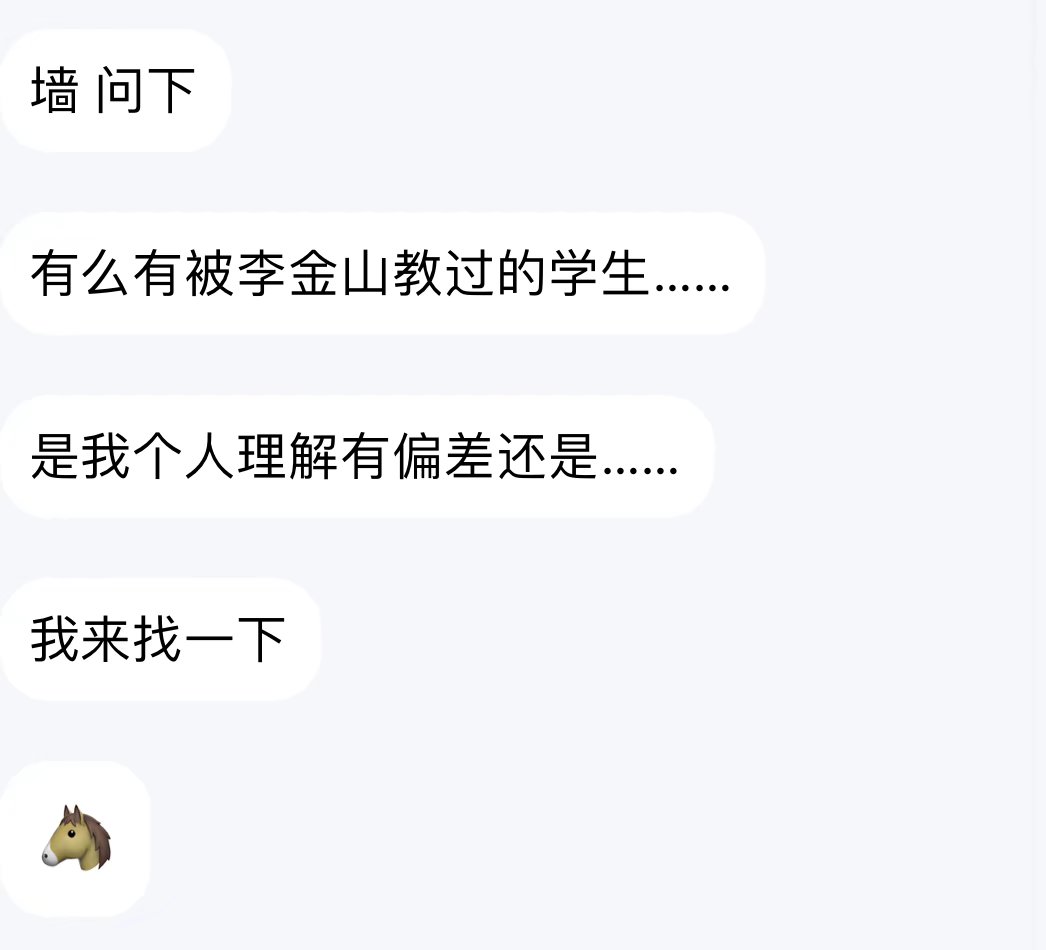 墙 问下
有么有被李金山教过的学生……
是我个人理解有偏差还是……
我来找一下
🐴